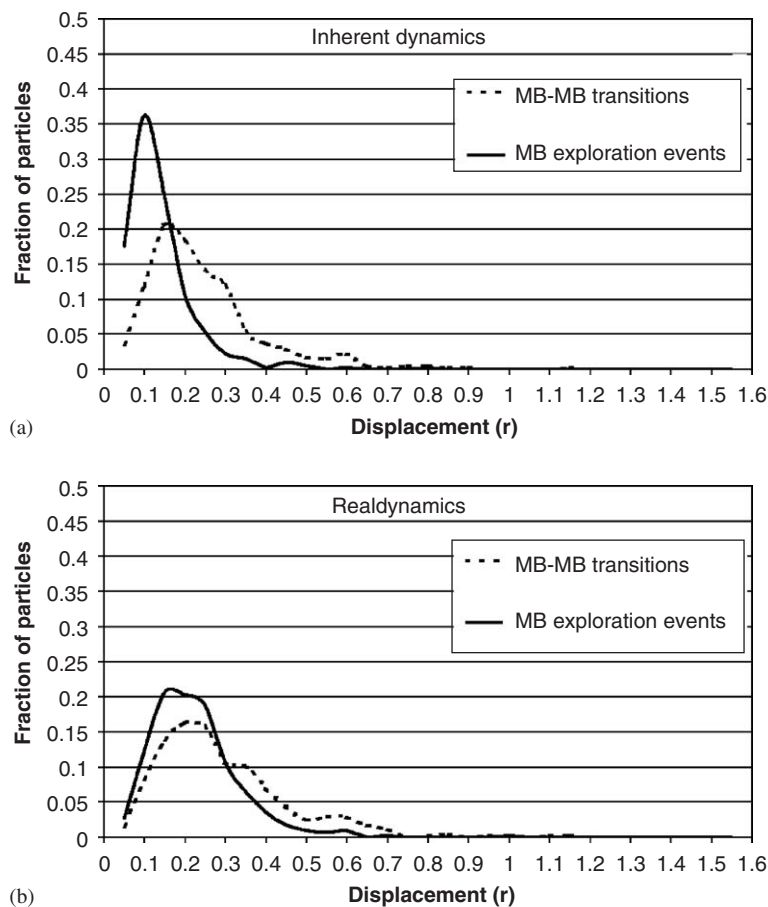 0.5
Inherent dynamics
0.45
0.4
MB-MB transitions
0.35
0.3
MB exploration events
0.25
0.2
0.15
0.1
0.05
0
Fraction of particles
0 0.1 0.2 0.3 0.4 0.5 0.6 0.7 0.8 0.9 1 1.1 1.2 1.3 1.4 1.5 1.6
(a)
Displacement (r)
0.5
Realdynamics
0.45
0.4
MB-MB transitions
0.35
0.3
MB exploration events
0.25
0.2
0.15
0.1
0.05
0
Fraction of particles
0 0.1 0.2 0.3 0.4 0.5 0.6 0.7 0.8 0.9 1 1.1 1.2 1.3 1.4 1.5 1.6
(b)
Displacement (r)